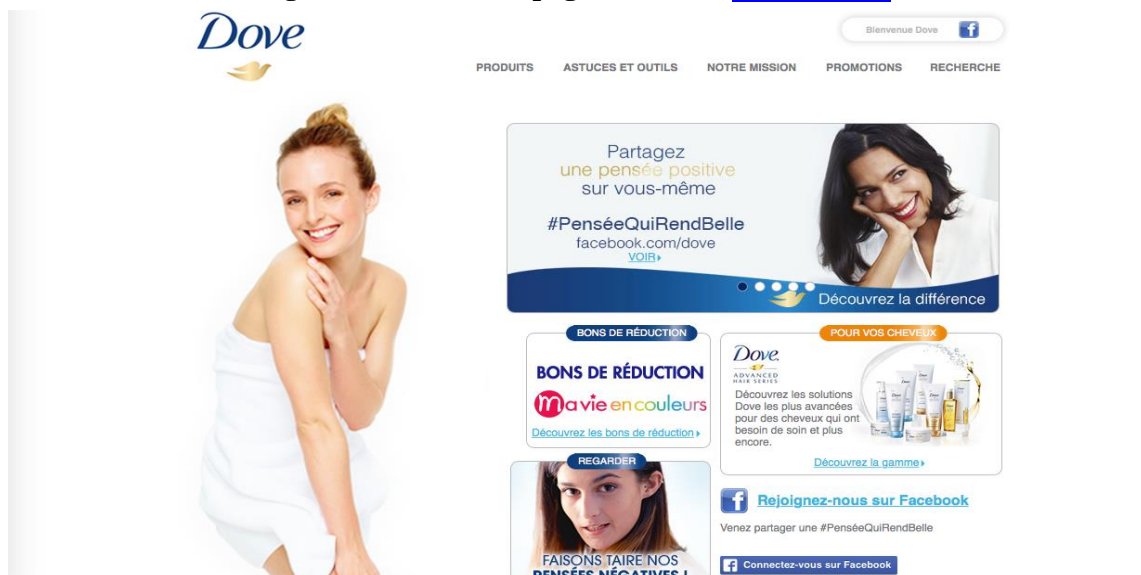 Dove
Bienvenue Dove
PRODUITS ASTUCES ET OUTILS NOTRE MISSION PROMOTIONS RECHERCHE
Partagez
une pensée positive
sur vous-même
#PenséeQuiRendBelle
facebook.com/dove
VOIR
Découvrez la différence
BONS DE RÉDUCTION
BONS DE RÉDUCTION
ma vie en couleurs
Découvrez les bons de réduction
POUR VOS CHEVEUX
Dove
ADVANCED
HAIR SERIES
Découvrez les solutions
Dove les plus avancées
pour des cheveux qui ont
besoin de soin et plus
encore.
Découvrez la gamme
REGARDER
FAISONS TAIRE NOS
PENSÉES NÉGATIVES !
Rejoignez-nous sur Facebook
Venez partager une #PenséeQuiRendBelle
Connectez-vous sur Facebook